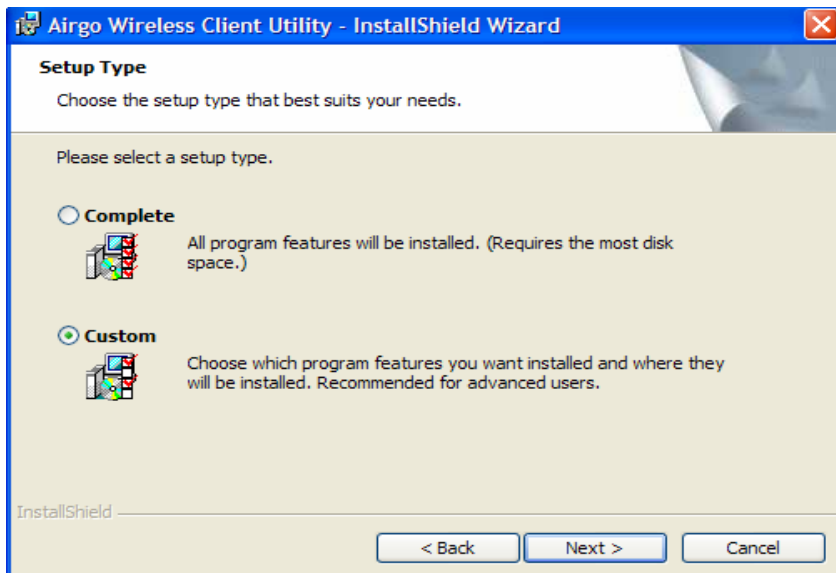 Airgo Wireless Client Utility - InstallShield Wizard
Setup Type
Choose the setup type that best suits your needs.
Please select a setup type.
Complete
All program features will be installed. (Requires the most disk
space.)
Custom
Choose which program features you want installed and where they
will be installed. Recommended for advanced users.
InstallShield
< Back
Next >
Cancel